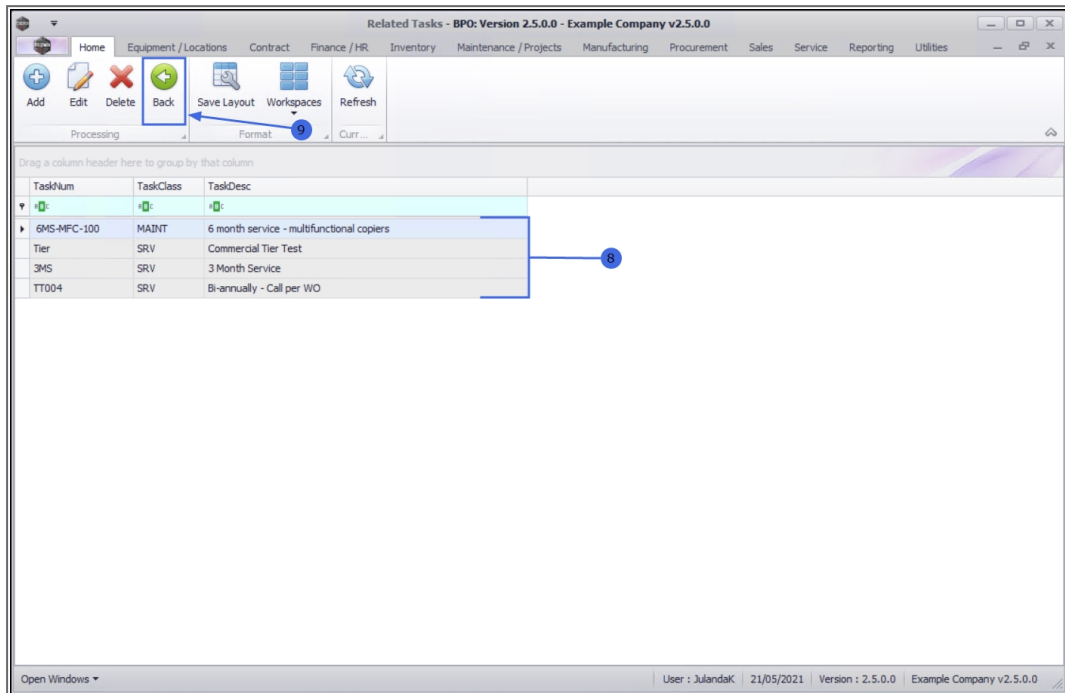 Related Tasks - BPO: Version 2.5.0.0 - Example Company v2.5.0.0
Home Equipment / Locations Contract Finance / HR Inventory Maintenance / Projects Manufacturing Procurement Sales Service Reporting Utilities
Add Edit Delete Back Save Layout Workspaces Refresh
Processing Format Curr...
9
Drag a column header here to group by that column
TaskNum TaskClass TaskDesc
6MS-MFC-100 MAINT 6 month service - multifunctional copiers
Tier SRV Commercial Tier Test
8
3MS SRV 3 Month Service
TT004 SRV Bi-annually - Call per WO
Open Windows User : JulandaK 21/05/2021 Version : 2.5.0.0 Example Company v2.5.0.0